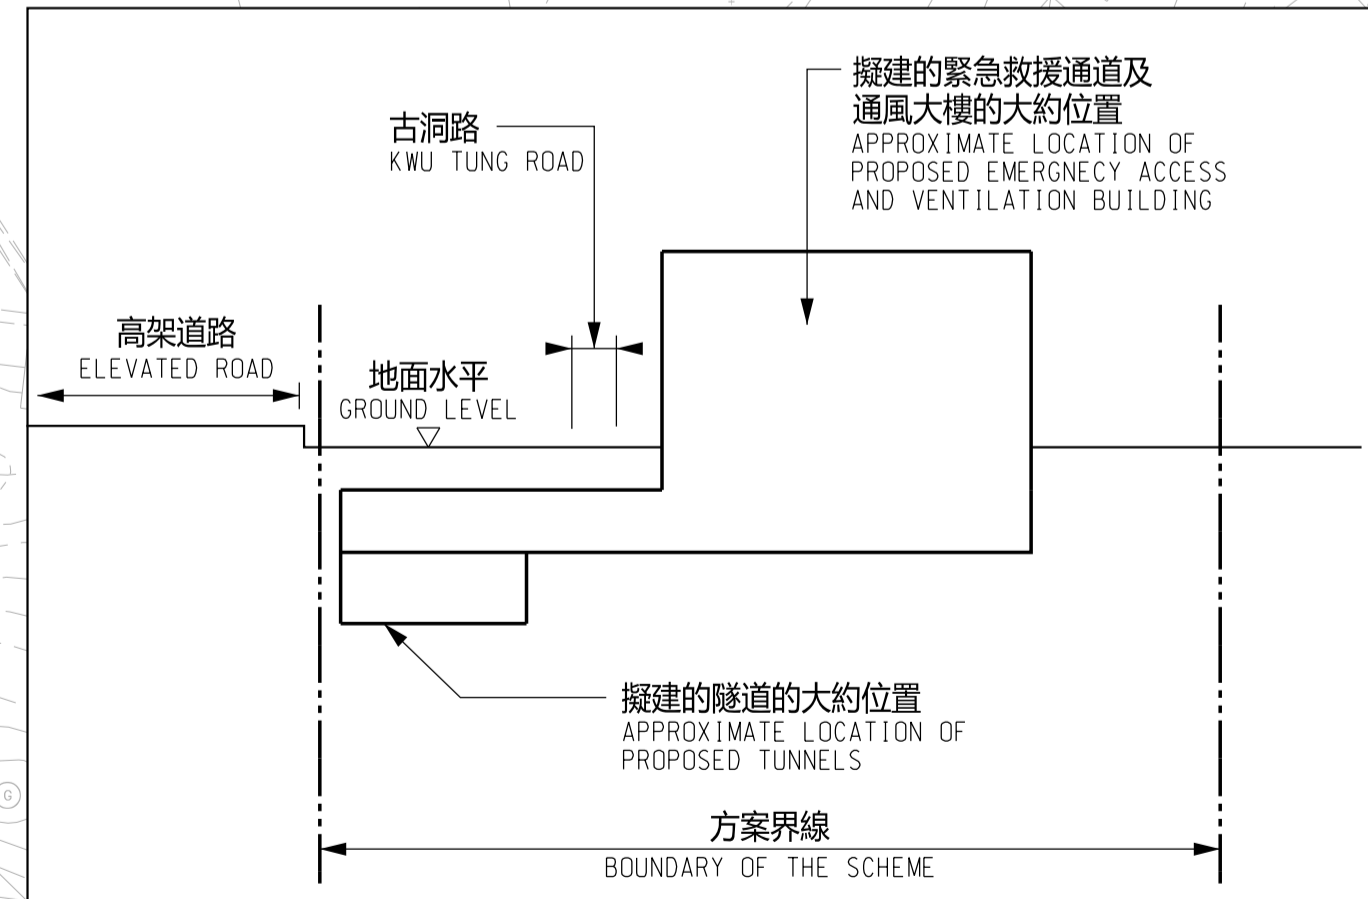 擬建的緊急救援通道及
通風大樓的大約位置
APPROXIMATE LOCATION OF
PROPOSED EMERGNECY ACCESS
AND VENTILATION BUILDING
古洞路
KWU TUNG ROAD
高架道路
ELEVATED ROAD
地面水平
GROUND LEVEL
擬建的隧道的大約位置
APPROXIMATE LOCATION OF
PROPOSED TUNNELS
G
方案界線
BOUNDARY OF THE SCHEME